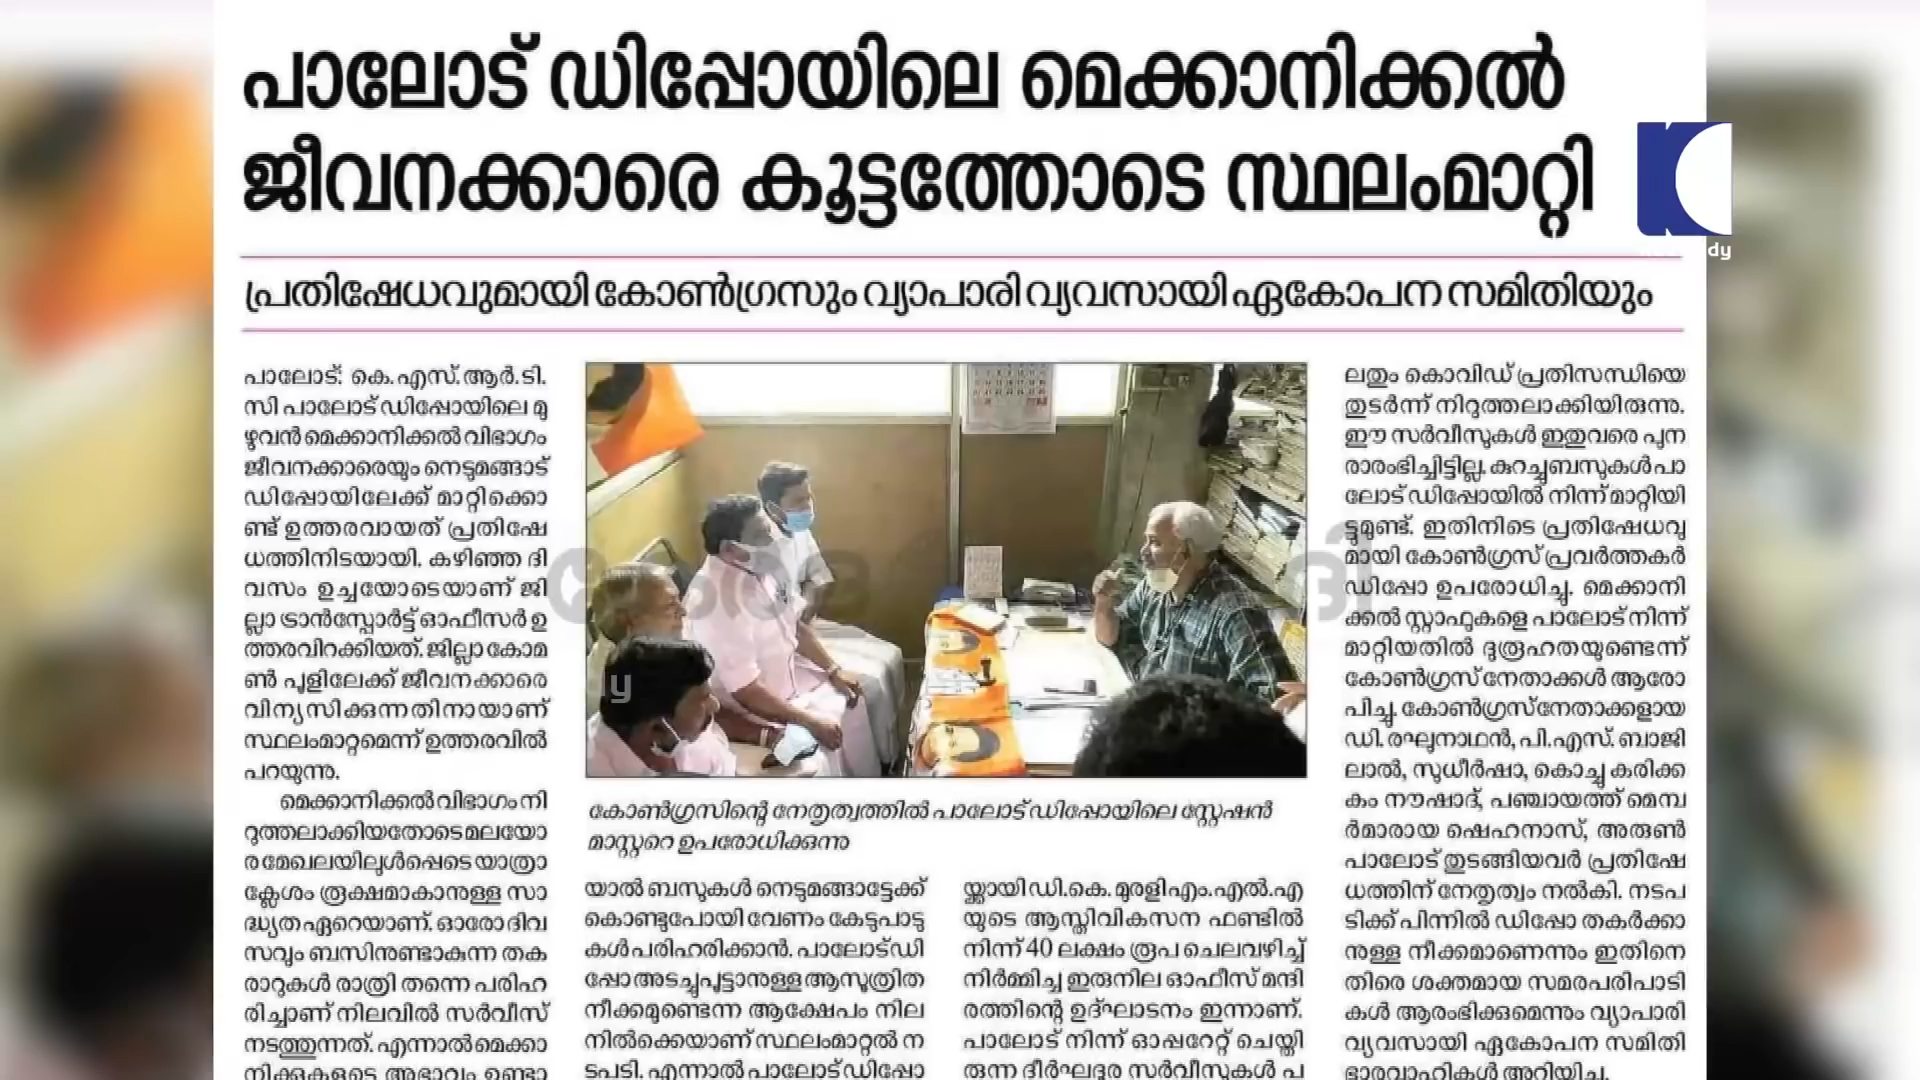 പാലോട് ഡിപ്പോയിലെ മെക്കാനിക്കൽ
ജീവനക്കാരെ കൂട്ടത്തോടെ സ്ഥലംമാറ്റി
പ്രതിഷേധവുമായി കോൺഗ്രസും വ്യാപാരി വ്യവസായി ഏകോപന സമിതിയും
പാലോട്: കെ.എസ്.ആർ.ടി.
സി പാലോട് ഡിപ്പോയിലെ മു
ഴുവൻ മെക്കാനിക്കൽ വിഭാഗം
ജീവനക്കാരെയും നെടുമങ്ങാട്
ഡിപ്പോയിലേക്ക് മാറ്റിക്കൊ
ണ്ട് ഉത്തരവായത് പ്രതിഷേ
ധത്തിനിടയായി. കഴിഞ്ഞ ദി
വസം ഉച്ചയോടെയാണ് ജി
ല്ലാ ട്രാൻസ്പോർട്ട് ഓഫീസർ ഉ
ത്തരവിറക്കിയത്. ജില്ലാ കോമ
ൺ പൂളിലേക്ക് ജീവനക്കാരെ
വിന്യസിക്കുന്നതിനായാണ്
സ്ഥലംമാറ്റമെന്ന് ഉത്തരവിൽ
പറയുന്നു.
മെക്കാനിക്കൽ വിഭാഗം നി
റുത്തലാക്കിയതോടെ മലയോ
ര മേഖലയിലുൾപ്പെടെ യാത്രാ
ക്ലേശം രൂക്ഷമാകാനുള്ള സാ
ദ്ധ്യത ഏറെയാണ്. ഓരോ ദിവ
സവും ബസിനുണ്ടാകുന്ന തക
രാറുകൾ രാത്രി തന്നെ പരിഹ
രിച്ചാണ് നിലവിൽ സർവീസ്
നടത്തുന്നത്. എന്നാൽ മെക്കാ
നിക്കുകളുടെ അഭാവം ഉണ്ടാ
കോൺഗ്രസിന്റെ നേതൃത്വത്തിൽ പാലോട് ഡിപ്പോയിലെ സ്റ്റേഷൻ
മാസ്റ്ററെ ഉപരോധിക്കുന്നു
യാൽ ബസുകൾ നെടുമങ്ങാട്ടേക്ക്
കൊണ്ടുപോയി വേണം കേടുപാടു
കൾ പരിഹരിക്കാൻ. പാലോട് ഡി
പ്പോ അടച്ചുപൂട്ടാനുള്ള ആസൂത്രിത
നീക്കമുണ്ടെന്ന ആക്ഷേപം നില
നിൽക്കെയാണ് സ്ഥലംമാറ്റൽ ന
ടപടി. എന്നാൽ പാലോട് ഡിപ്പോ
യ്ക്കായി ഡി.കെ. മുരളി എം.എൽ.എ
യുടെ ആസ്തിവികസന ഫണ്ടിൽ
നിന്ന് 40 ലക്ഷം രൂപ ചെലവഴിച്ച്
നിർമ്മിച്ച ഇരുനില ഓഫീസ് മന്ദി
രത്തിന്റെ ഉദ്ഘാടനം ഇന്നാണ്.
പാലോട് നിന്ന് ഓപ്പറേറ്റ് ചെയ്തി
രുന്ന ദീർഘദൂര സർവീസുകൾ പ
ലതും കൊവിഡ് പ്രതിസന്ധിയെ
തുടർന്ന് നിറുത്തലാക്കിയിരുന്നു.
ഈ സർവീസുകൾ ഇതുവരെ പുന
രാരംഭിച്ചിട്ടില്ല. കുറച്ചു ബസുകൾ പാ
ലോട് ഡിപ്പോയിൽ നിന്ന് മാറ്റിയി
ട്ടുമുണ്ട്. ഇതിനിടെ പ്രതിഷേധവു
മായി കോൺഗ്രസ് പ്രവർത്തകർ
ഡിപ്പോ ഉപരോധിച്ചു. മെക്കാനി
ക്കൽ സ്റ്റാഫുകളെ പാലോട് നിന്ന്
മാറ്റിയതിൽ ദുരൂഹതയുണ്ടെന്ന്
കോൺഗ്രസ് നേതാക്കൾ ആരോ
പിച്ചു. കോൺഗ്രസ് നേതാക്കളായ
ഡി. രഘുനാഥൻ, പി.എസ്. ബാജി
ലാൽ, സുധീർഷാ, കൊച്ചു കരിക്ക
കം നൗഷാദ്, പഞ്ചായത്ത് മെമ്പ
ർമാരായ ഷെഹനാസ്, അരുൺ
പാലോട് തുടങ്ങിയവർ പ്രതിഷേ
ധത്തിന് നേതൃത്വം നൽകി. നടപ
ടിക്ക് പിന്നിൽ ഡിപ്പോ തകർക്കാ
നുള്ള നീക്കമാണെന്നും ഇതിനെ
തിരെ ശക്തമായ സമരപരിപാടി
കൾ ആരംഭിക്കുമെന്നും വ്യാപാരി
വ്യവസായി ഏകോപന സമിതി
ഭാരവാഹികൾ അറിയിച്ചു.
dy
dy